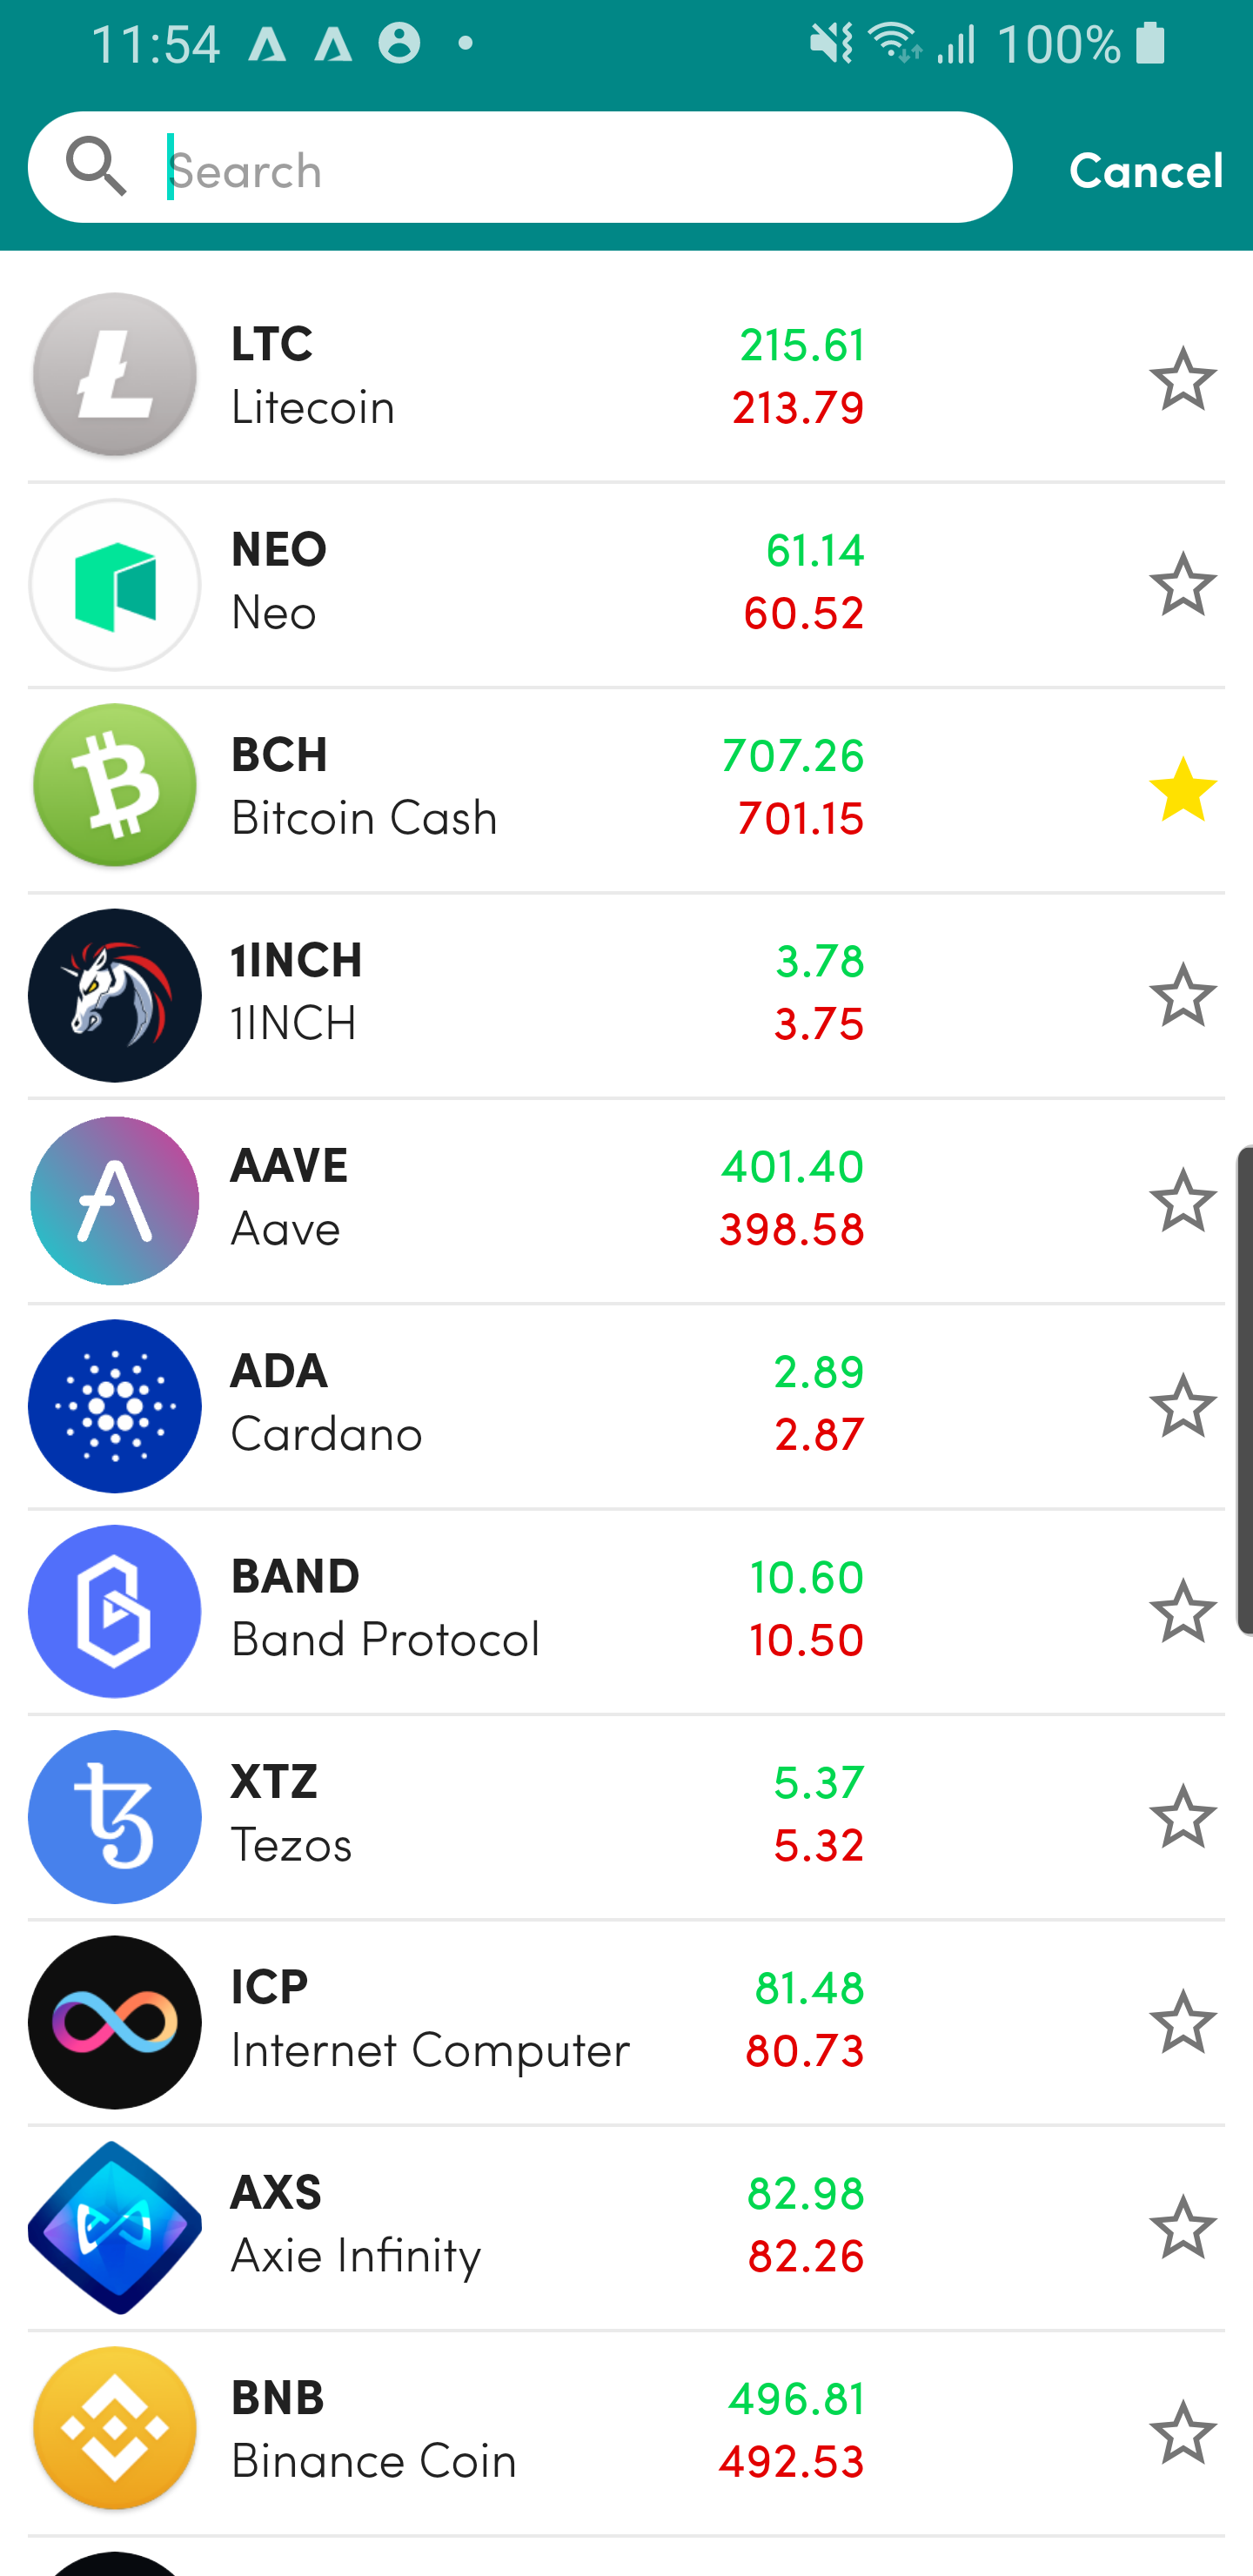 11:54
100%
Search
Cancel
LTC 215.61
Litecoin 213.79
NEO 61.14
Neo 60.52
BCH 707.26
Bitcoin Cash 701.15
1INCH 3.78
1INCH 3.75
AAVE 401.40
Aave 398.58
ADA 2.89
Cardano 2.87
BAND 10.60
Band Protocol 10.50
XTZ 5.37
Tezos 5.32
ICP 81.48
Internet Computer 80.73
AXS 82.98
Axie Infinity 82.26
BNB 496.81
Binance Coin 492.53